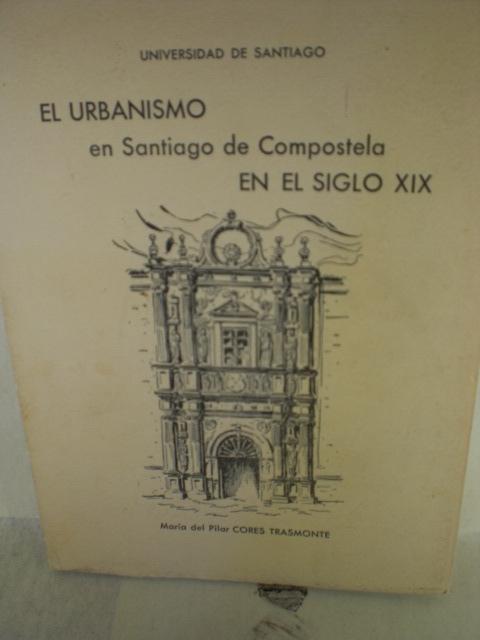 UNIVERSIDAD DE SANTIAGO
EL URBANISMO
en Santiago de Compostela
EN EL SIGLO XIX
María del Pilar CORES TRASMONTE